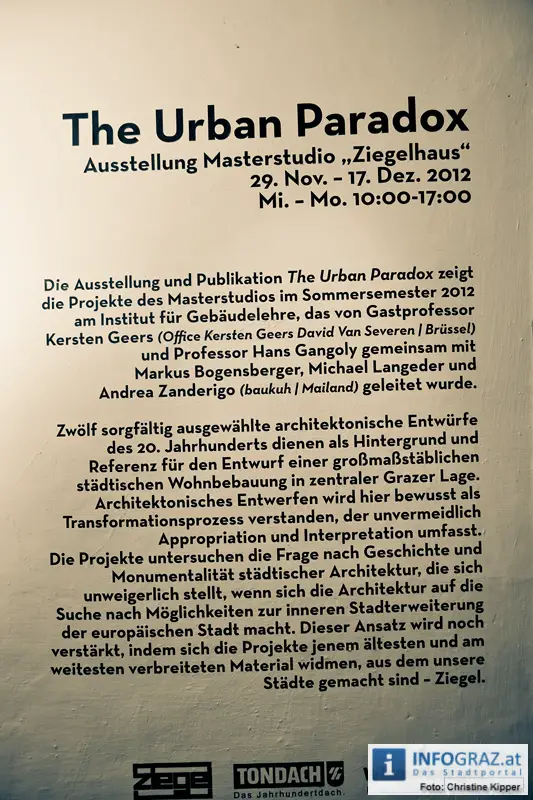 The Urban Paradox
Ausstellung Masterstudio „Ziegelhaus“
29. Nov. – 17. Dez. 2012
Mi. – Mo. 10:00-17:00
Die Ausstellung und Publikation The Urban Paradox zeigt
die Projekte des Masterstudios im Sommersemester 2012
am Institut für Gebäudelehre, das von Gastprofessor
Kersten Geers (Office Kersten Geers David Van Severen | Brüssel)
und Professor Hans Gangoly gemeinsam mit
Markus Bogensberger, Michael Langeder und
Andrea Zanderigo (baukuh | Mailand) geleitet wurde.
Zwölf sorgfältig ausgewählte architektonische Entwürfe
des 20. Jahrhunderts dienen als Hintergrund und
Referenz für den Entwurf einer großmaßstäblichen
städtischen Wohnbebauung in zentraler Grazer Lage.
Architektonisches Entwerfen wird hier bewusst als
Transformationsprozess verstanden, der unvermeidlich
Appropriation und Interpretation umfasst.
Die Projekte untersuchen die Frage nach Geschichte und
Monumentalität städtischer Architektur, die sich
unweigerlich stellt, wenn sich die Architektur auf die
Suche nach Möglichkeiten zur inneren Stadterweiterung
der europäischen Stadt macht. Dieser Ansatz wird noch
verstärkt, indem sich die Projekte jenem ältesten und am
weitesten verbreiteten Material widmen, aus dem unsere
Städte gemacht sind – Ziegel.
TONDACH
Das Jahrhundertdach.
INFOGRAZ.at
Das Stadtportal
Foto: Christine Kipper